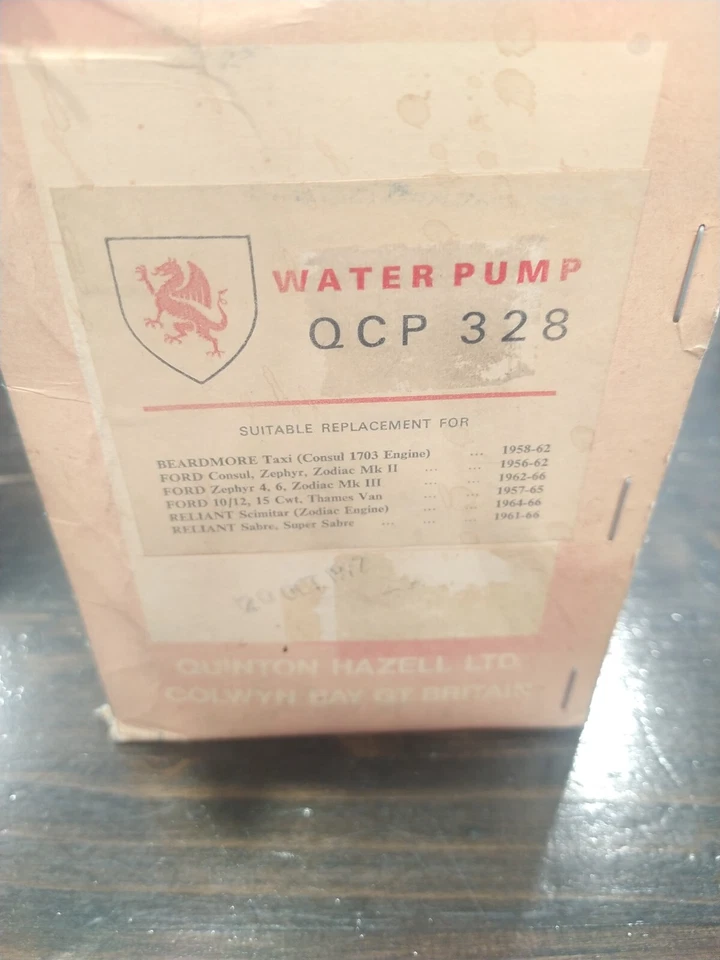 WATER PUMP
QCP 328
SUITABLE REPLACEMENT FOR
BEARDMORE Taxi (Consul 1703 Engine) ... 1958-62
FORD Consul, Zephyr, Zodiac Mk II ... ... 1956-62
FORD Zephyr 4, 6, Zodiac Mk III ... ... 1962-66
FORD 10/12, 15 Cwt. Thames Van ... ... 1957-65
RELIANT Scimitar (Zodiac Engine) ... ... 1964-66
RELIANT Sabre, Super Sabre ... ... ... 1961-66
20 OCT
QUINTON HAZELL LTD.
COLWYN BAY, GT. BRITAIN